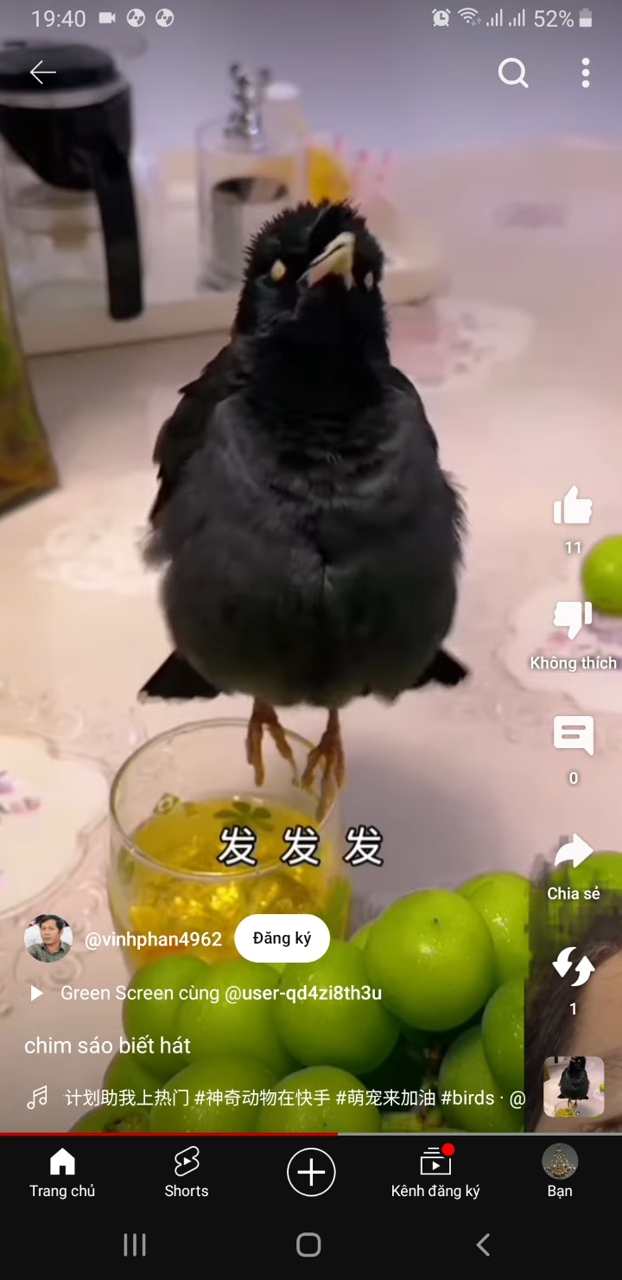 19:40 52%
11
Không thích
0
发 发 发
Chia sẻ
@vinhphan4962 Đăng ký
Green Screen cùng @user-qd4zi8th3u
1
chim sáo biết hát
计划助我上热门 #神奇动物在快手 #萌宠来加油 #birds · @
Trang chủ Shorts Kênh đăng ký Bạn